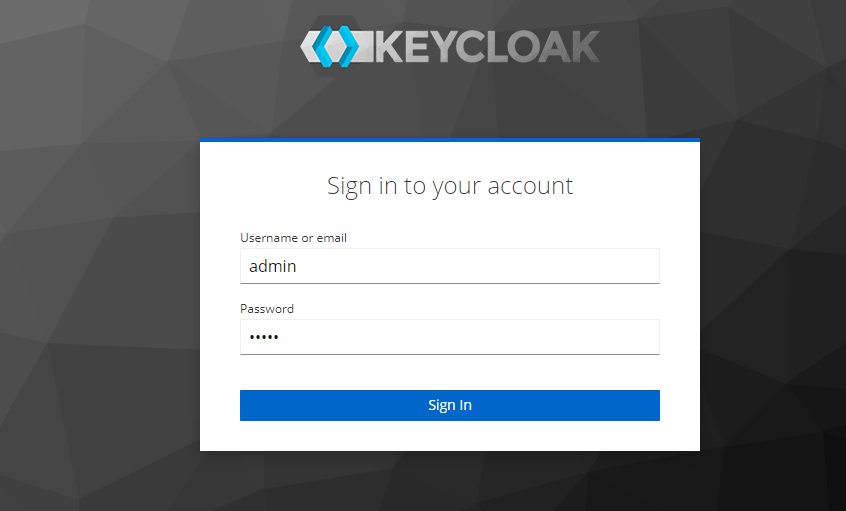 KEYCLOAK
Sign in to your account
Username or email
admin
Password
•••••
Sign In